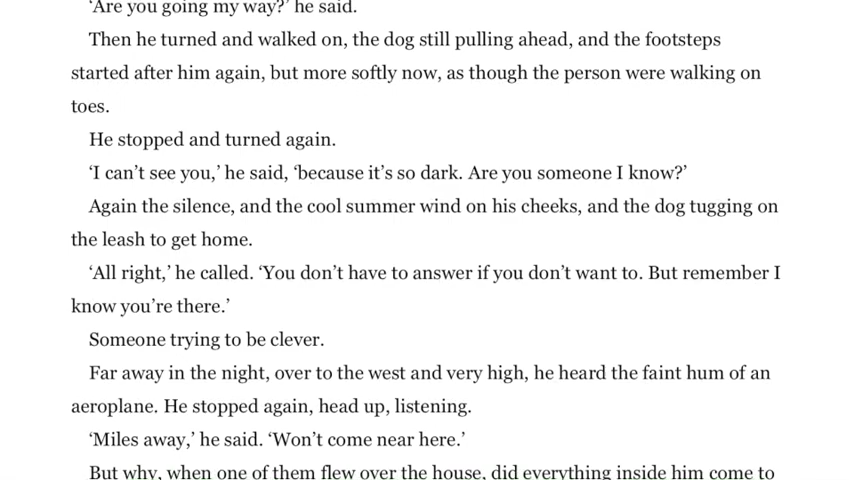 ‘Are you going my way?’ he said.
Then he turned and walked on, the dog still pulling ahead, and the footsteps
started after him again, but more softly now, as though the person were walking on
toes.
He stopped and turned again.
‘I can’t see you,’ he said, ‘because it’s so dark. Are you someone I know?’
Again the silence, and the cool summer wind on his cheeks, and the dog tugging on
the leash to get home.
‘All right,’ he called. ‘You don’t have to answer if you don’t want to. But remember I
know you’re there.’
Someone trying to be clever.
Far away in the night, over to the west and very high, he heard the faint hum of an
aeroplane. He stopped again, head up, listening.
‘Miles away,’ he said. ‘Won’t come near here.’
But why, when one of them flew over the house, did everything inside him come to